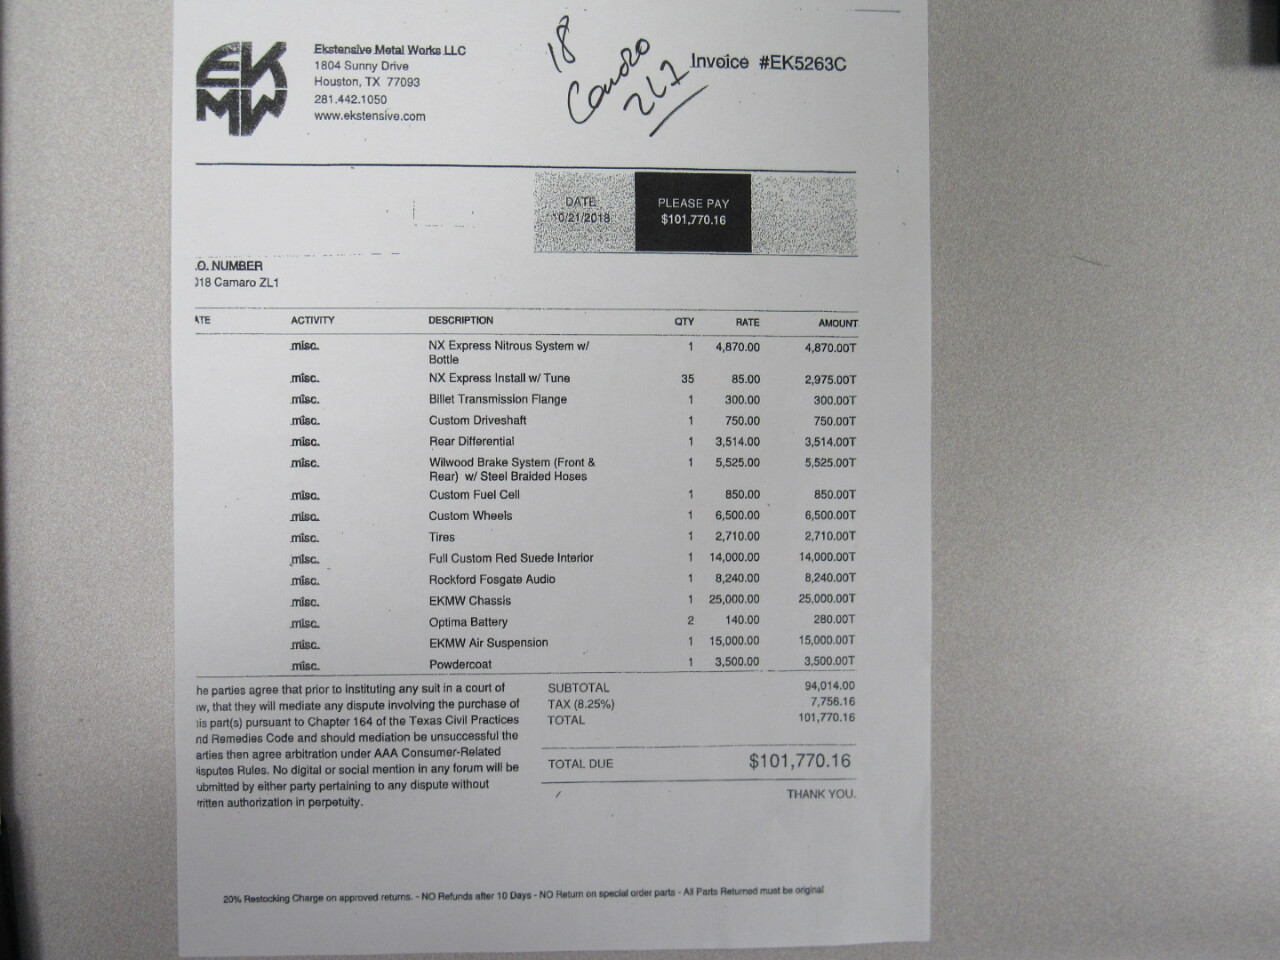 EK
MW
Ekstensive Metal Works LLC
1804 Sunny Drive
Houston, TX 77093
281.442.1050
www.ekstensive.com
18
Camaro
ZL1
Invoice #EK5263C
DATE
10/21/2018
PLEASE PAY
$101,770.16
.O. NUMBER
018 Camaro ZL1
ATE ACTIVITY DESCRIPTION QTY RATE AMOUNT
misc. NX Express Nitrous System w/ 1 4,870.00 4,870.00T
Bottle
misc. NX Express Install w/ Tune 35 85.00 2,975.00T
misc. Billet Transmission Flange 1 300.00 300.00T
misc. Custom Driveshaft 1 750.00 750.00T
misc. Rear Differential 1 3,514.00 3,514.00T
misc. Wilwood Brake System (Front & 1 5,525.00 5,525.00T
Rear) w/ Steel Braided Hoses
misc. Custom Fuel Cell 1 850.00 850.00T
misc. Custom Wheels 1 6,500.00 6,500.00T
misc. Tires 1 2,710.00 2,710.00T
misc. Full Custom Red Suede Interior 1 14,000.00 14,000.00T
misc. Rockford Fosgate Audio 1 8,240.00 8,240.00T
misc. EKMW Chassis 1 25,000.00 25,000.00T
misc. Optima Battery 2 140.00 280.00T
misc. EKMW Air Suspension 1 15,000.00 15,000.00T
misc. Powdercoat 1 3,500.00 3,500.00T
he parties agree that prior to instituting any suit in a court of
aw, that they will mediate any dispute involving the purchase of
is part(s) pursuant to Chapter 164 of the Texas Civil Practices
nd Remedies Code and should mediation be unsuccessful the
arties then agree arbitration under AAA Consumer-Related
isputes Rules. No digital or social mention in any forum will be
ubmitted by either party pertaining to any dispute without
ritten authorization in perpetuity.
SUBTOTAL 94,014.00
TAX (8.25%) 7,756.16
TOTAL 101,770.16
TOTAL DUE $101,770.16
THANK YOU.
20% Restocking Charge on approved returns. - NO Refunds after 10 Days - NO Return on special order parts - All Parts Returned must be original